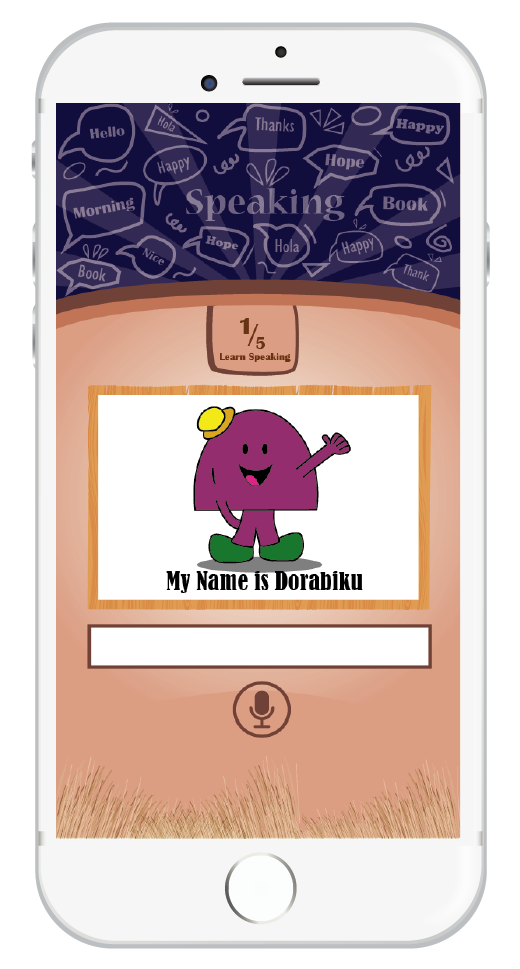 Hello
Hola
Thanks
Happy
Happy
Hope
Morning
Speaking
Book
Book
Nice
Hope
Hola
Happy
Thank
1/5
Learn Speaking
My Name is Dorabiku